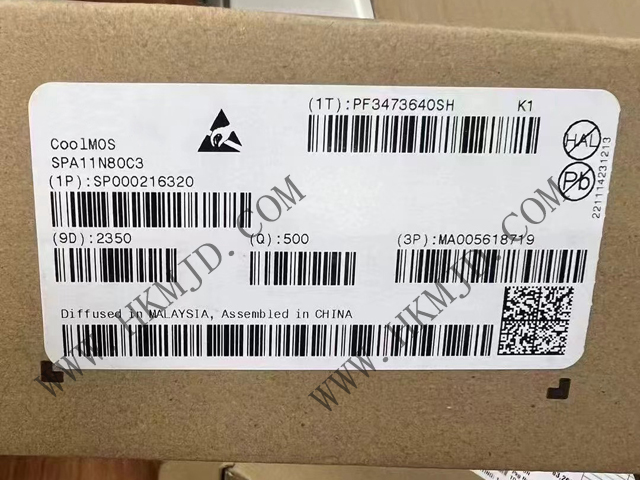 (1T):PF3473640SH K1
CoolMOS
SPA11N80C3
(1P):SP000216320
HAL
Pb
221114231213
(9D):2350 (Q):500 (3P):MA005618719
Diffused in MALAYSIA, Assembled in CHINA
WWW.HKMJD.COM
WWW.HKMJD.COM